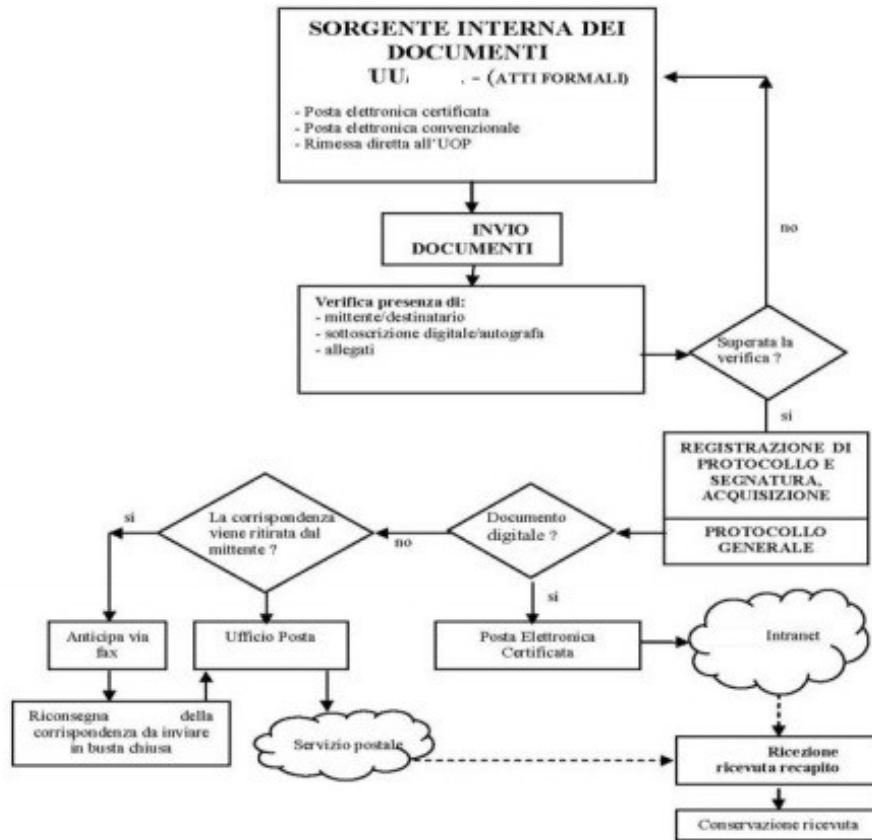 SORGENTE INTERNA DEI
DOCUMENTI
- (ATTI FORMALI)
- Posta elettronica certificata
- Posta elettronica convenzionale
- Rimessa diretta all'UOP
INVIO
DOCUMENTI
no
Verifica presenza di:
- mittente/destinatario
- sottoscrizione digitale/autografa
- allegati
Superata la
verifica ?
si
REGISTRAZIONE DI
PROTOCOLLO E
SEGNATURA,
ACQUISIZIONE
PROTOCOLLO
GENERALE
Documento
digitale ?
no
La corrispondenza
viene ritirata dal
mittente ?
si
si
Anticipa via
fax
Ufficio Posta
Posta Elettronica
Certificata
Intranet
Riconsegna della
corrispondenza da inviare
in busta chiusa
Servizio postale
Ricezione
ricevuta recapito
Conservazione ricevuta